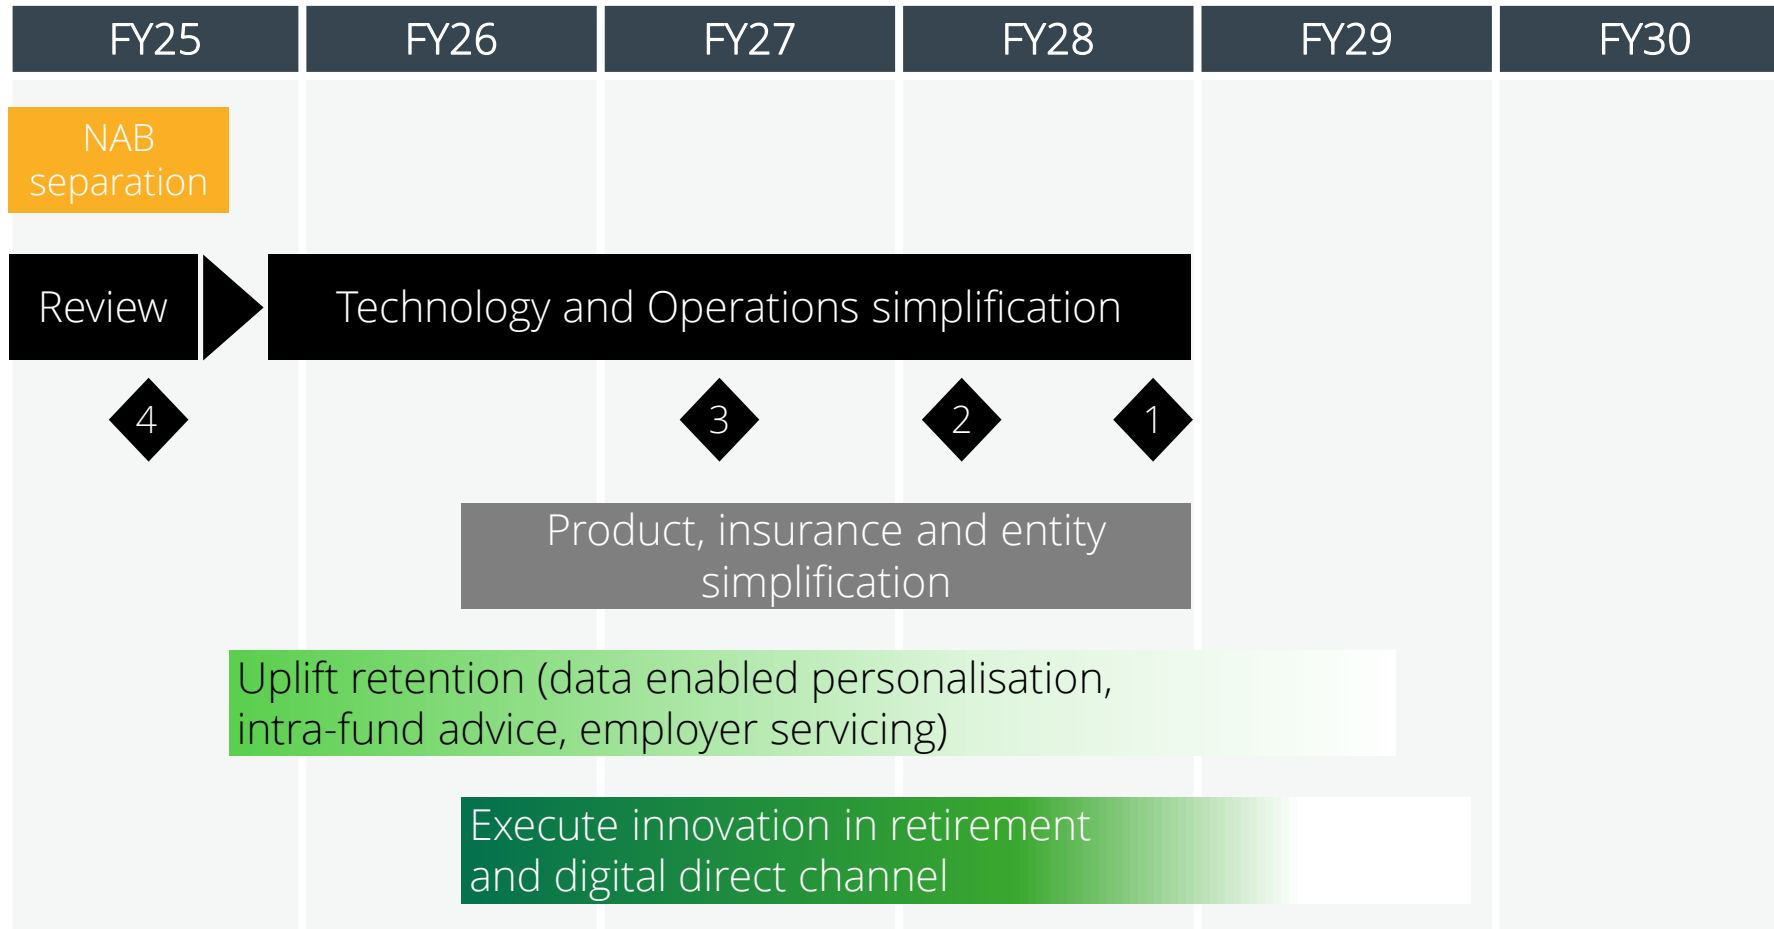 FY25 FY26 FY27 FY28 FY29 FY30
NAB
separation
Review Technology and Operations simplification
4 3 2 1
Product, insurance and entity
simplification
Uplift retention (data enabled personalisation,
intra-fund advice, employer servicing)
Execute innovation in retirement
and digital direct channel